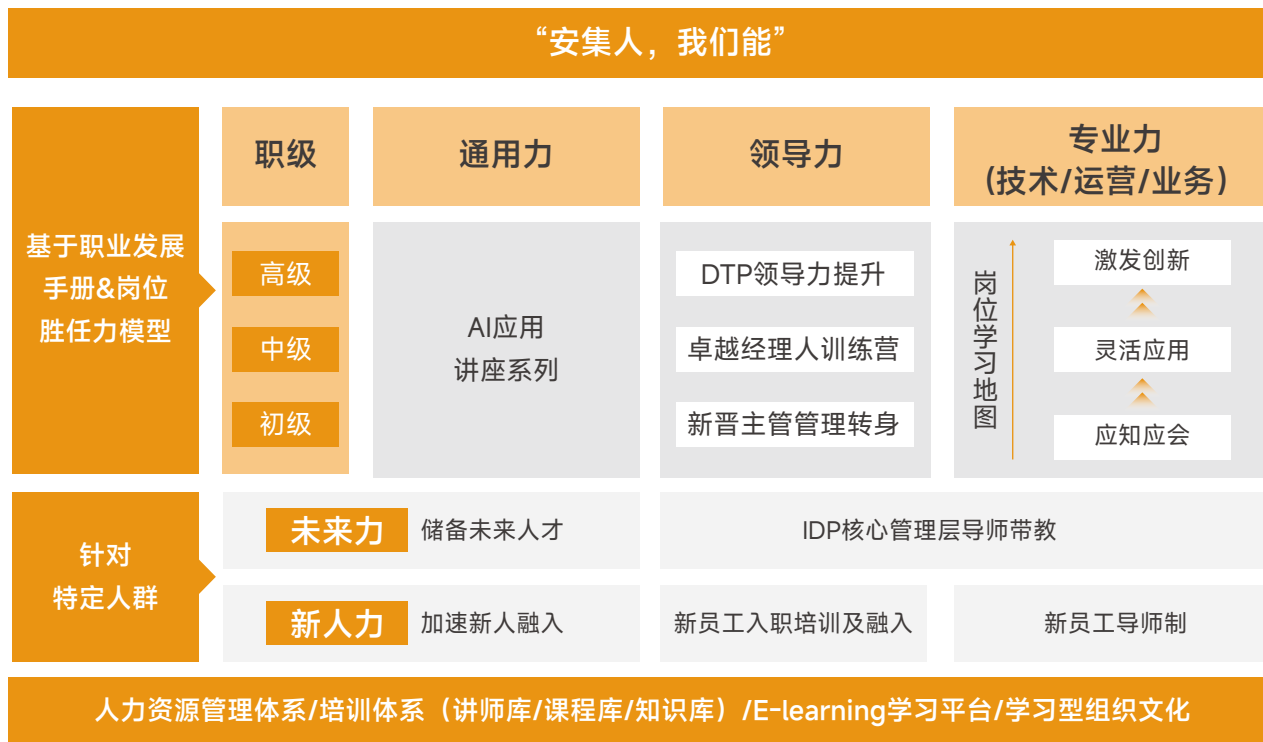 “安集人，我们能”
职级
通用力
领导力
专业力
(技术/运营/业务)
基于职业发展
手册&岗位
胜任力模型
高级
中级
初级
AI应用
讲座系列
DTP领导力提升
卓越经理人训练营
新晋主管管理转身
岗位学习地图
激发创新
灵活应用
应知应会
针对
特定人群
未来力
储备未来人才
IDP核心管理层导师带教
新人力
加速新人融入
新员工入职培训及融入
新员工导师制
人力资源管理体系/培训体系（讲师库/课程库/知识库）/E-learning学习平台/学习型组织文化